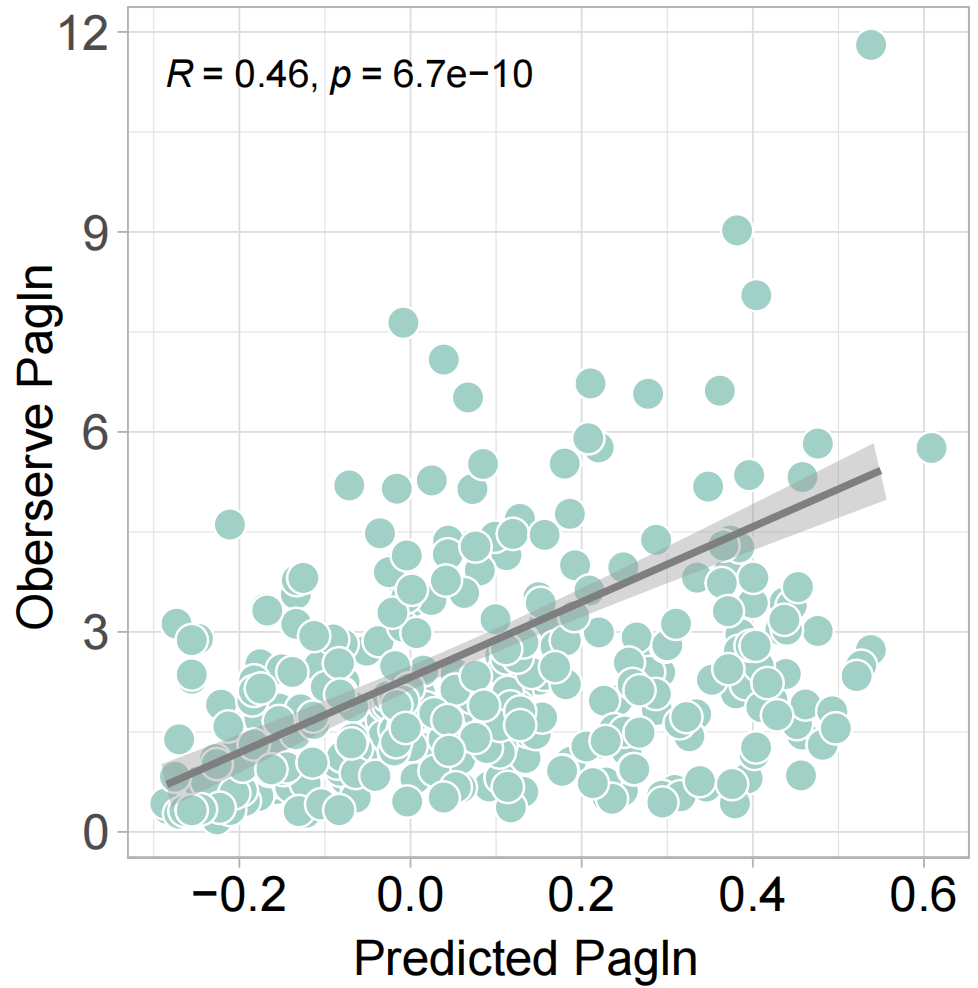 R = 0.46, p = 6.7e−10
12
9
6
3
0
Oberserve PagIn
−0.2 0.0 0.2 0.4 0.6
Predicted PagIn